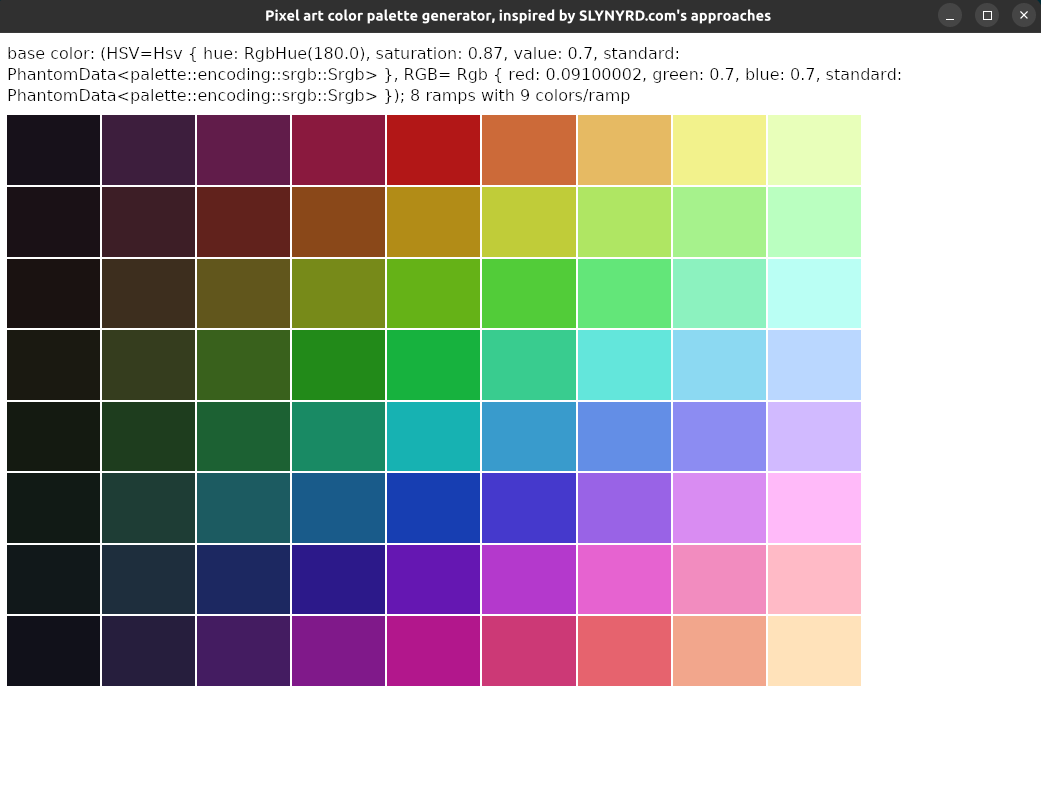 Pixel art color palette generator, inspired by SLYNYRD.com's approaches
base color: (HSV=Hsv { hue: RgbHue(180.0), saturation: 0.87, value: 0.7, standard:
PhantomData<palette::encoding::srgb::Srgb> }, RGB= Rgb { red: 0.09100002, green: 0.7, blue: 0.7, standard:
PhantomData<palette::encoding::srgb::Srgb> }); 8 ramps with 9 colors/ramp